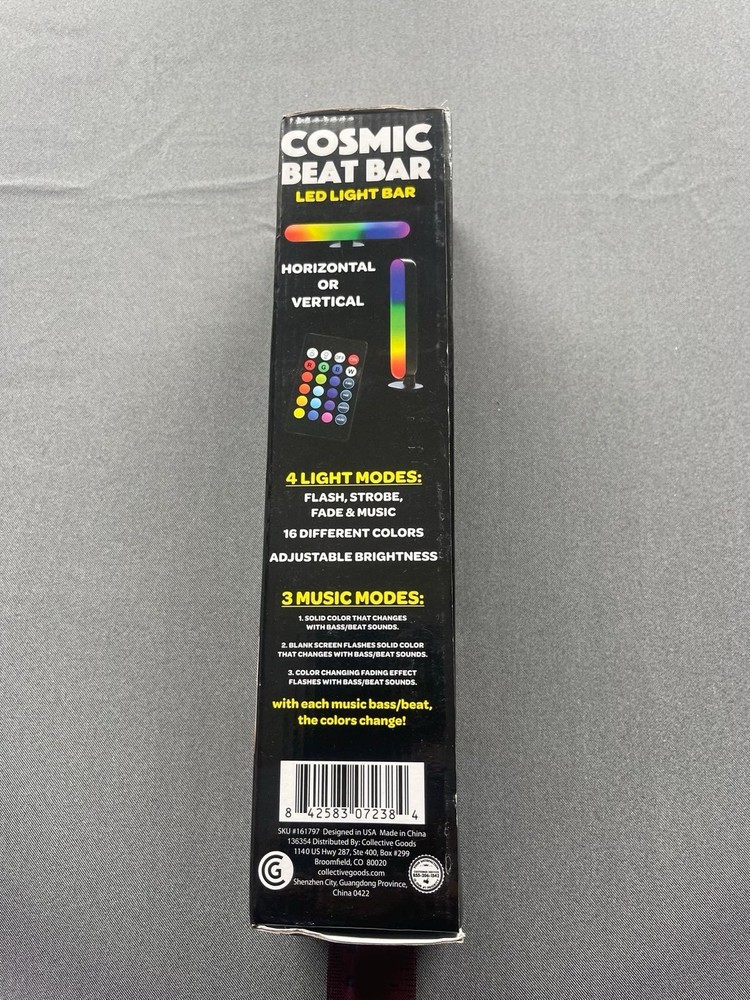 COSMIC
BEAT BAR
LED LIGHT BAR
HORIZONTAL
OR
VERTICAL
OFF
R G B W
4 LIGHT MODES:
FLASH, STROBE,
FADE & MUSIC
16 DIFFERENT COLORS
ADJUSTABLE BRIGHTNESS
3 MUSIC MODES:
1. SOLID COLOR THAT CHANGES
WITH BASS/BEAT SOUNDS.
2. BLANK SCREEN FLASHES SOLID COLOR
THAT CHANGES WITH BASS/BEAT SOUNDS.
3. COLOR CHANGING FADING EFFECT
FLASHES WITH BASS/BEAT SOUNDS.
with each music bass/beat,
the colors change!
8 42583 07238 4
SKU #161797 Designed in USA Made in China
136354 Distributed By: Collective Goods
1140 US Hwy 287, Ste 400, Box #299
Broomfield, CO 80020
collectivegoods.com
Shenzhen City, Guangdong Province,
China 0422